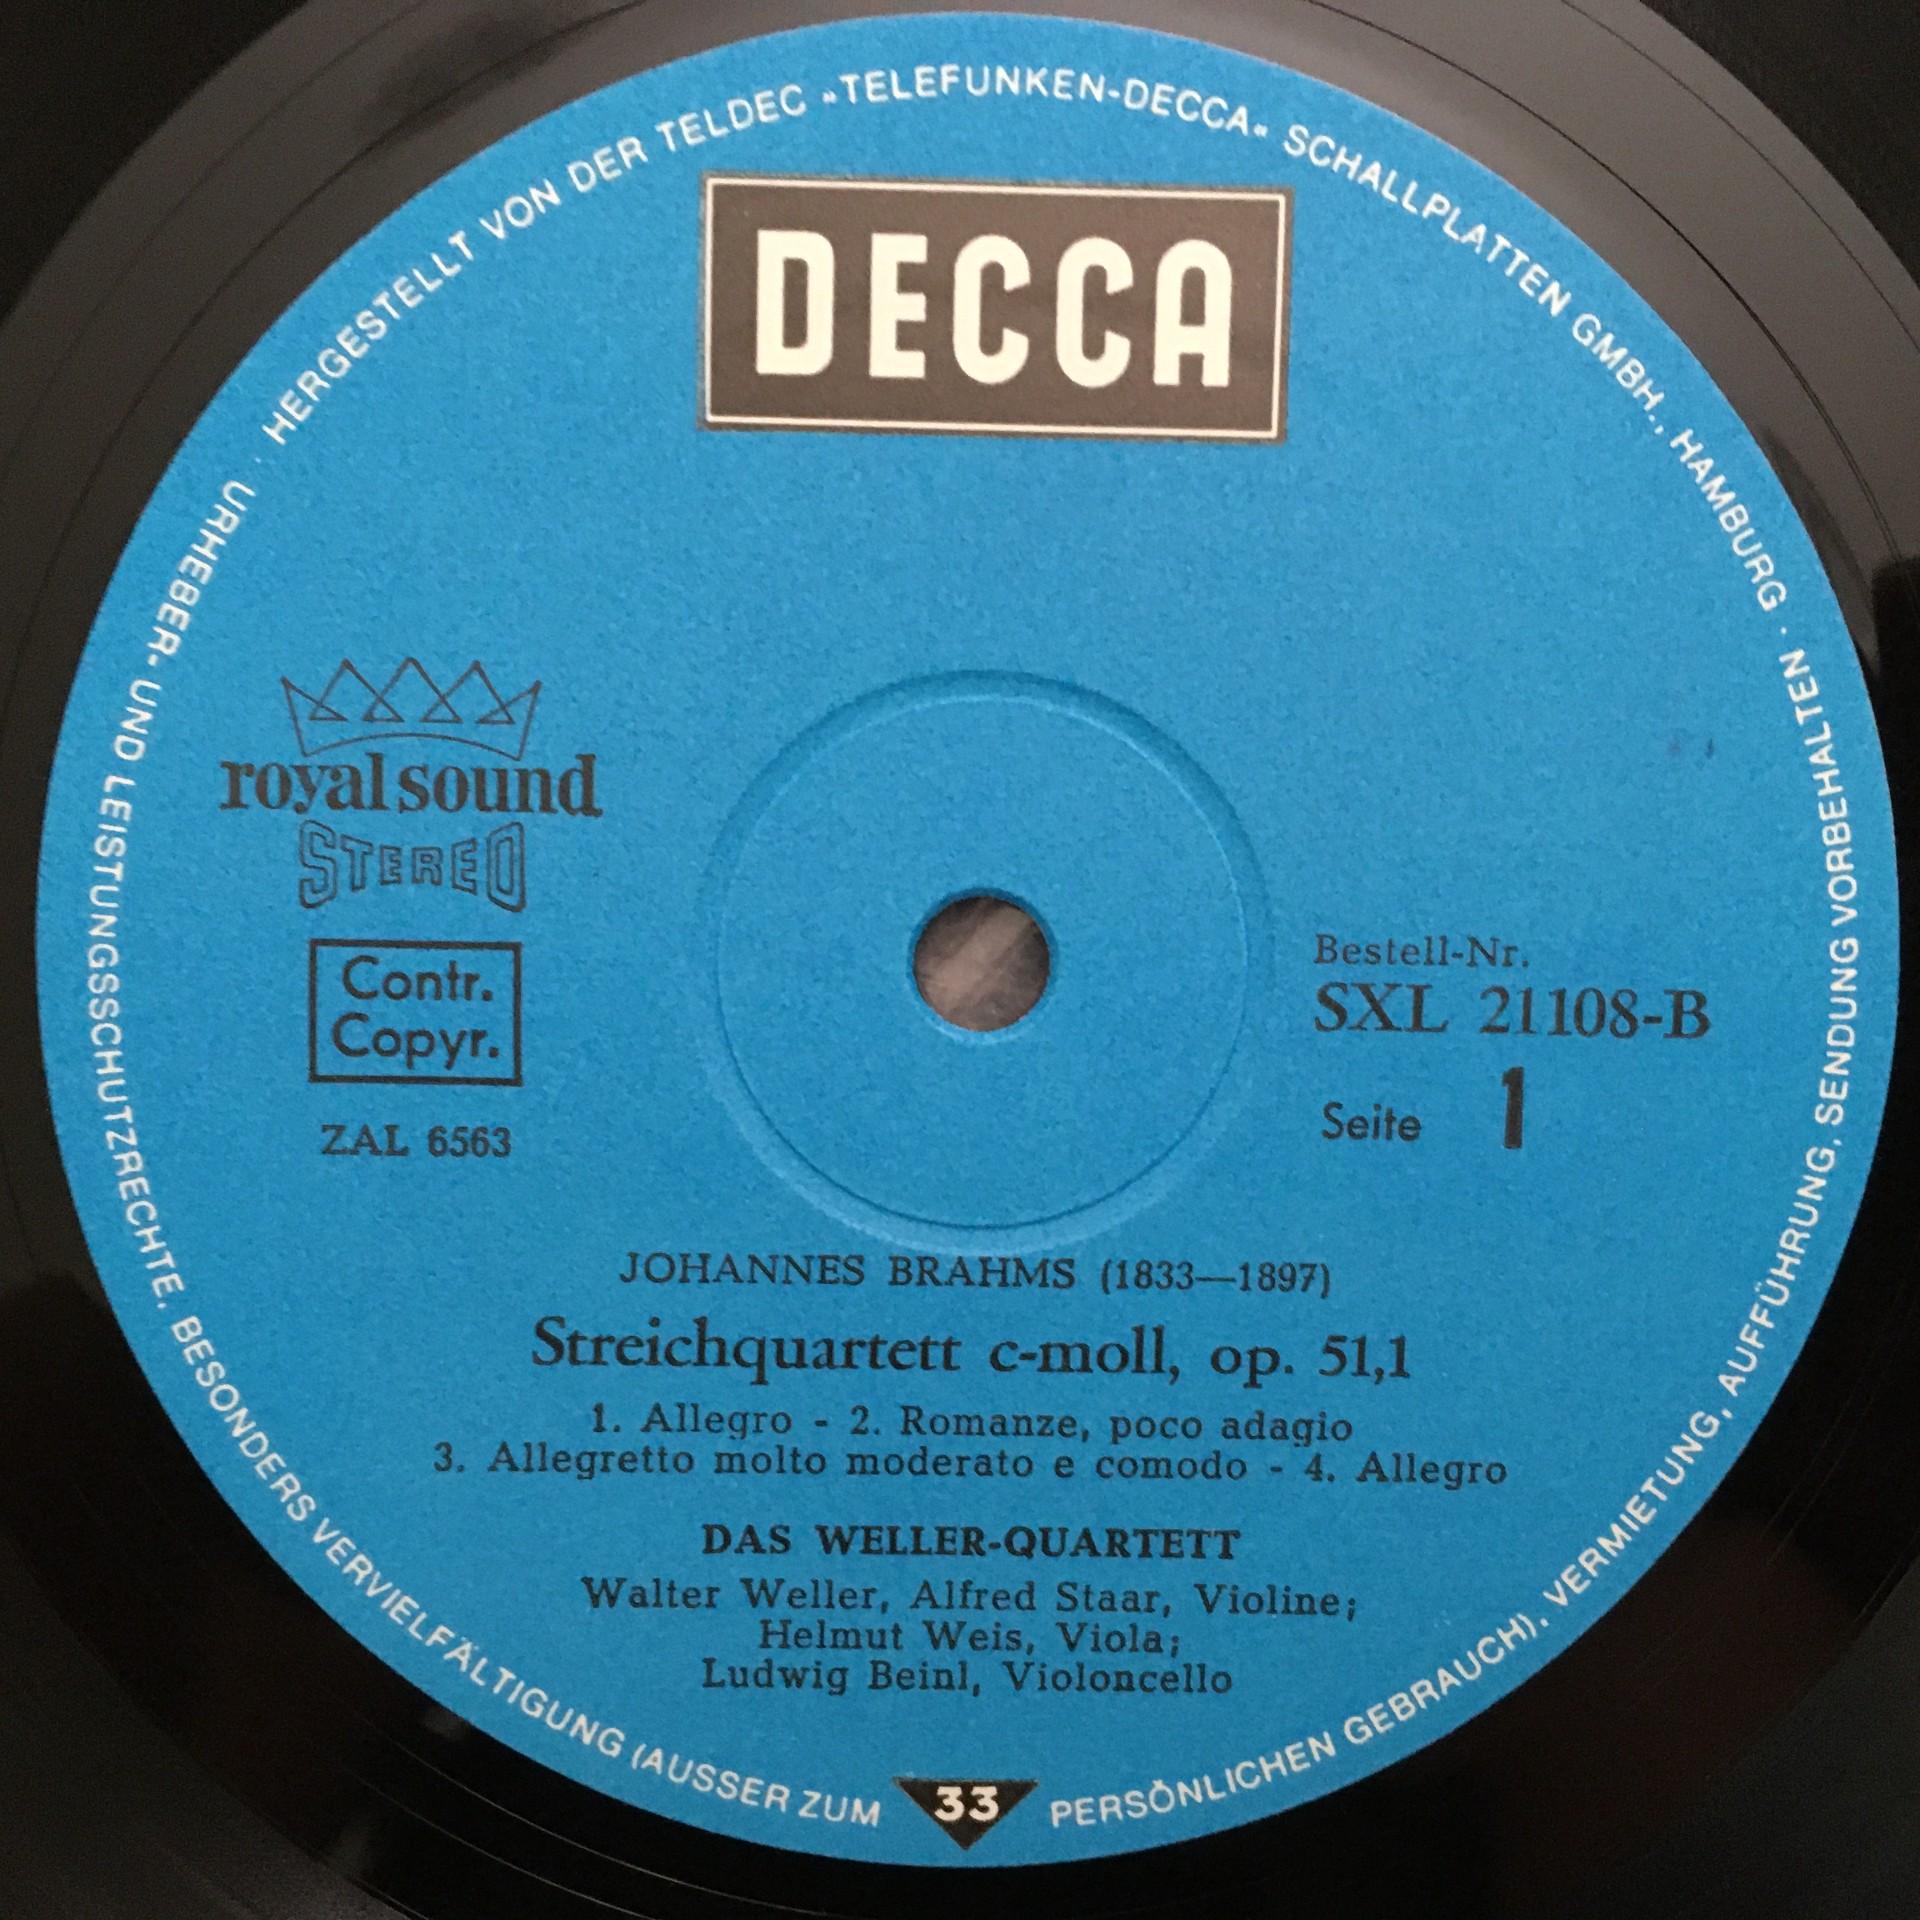 HERGESTELLT VON DER TELDEC »TELEFUNKEN-DECCA« SCHALLPLATTEN GMBH., HAMBURG ·
URHEBER- UND LEISTUNGSSCHUTZRECHTE, BESONDERS VERVIELFÄLTIGUNG (AUSSER ZUM PERSÖNLICHEN GEBRAUCH), VERMIETUNG, AUFFÜHRUNG, SENDUNG VORBEHALTEN
DECCA
royal sound
STEREO
Contr.
Copyr.
ZAL 6563
Bestell-Nr.
SXL 21108-B
Seite 1
JOHANNES BRAHMS (1833—1897)
Streichquartett c-moll, op. 51,1
1. Allegro - 2. Romanze, poco adagio
3. Allegretto molto moderato e comodo - 4. Allegro
DAS WELLER-QUARTETT
Walter Weller, Alfred Staar, Violine;
Helmut Weis, Viola;
Ludwig Beinl, Violoncello
33